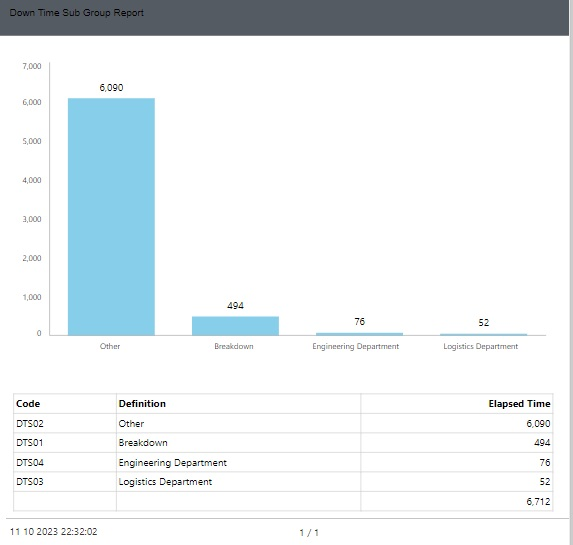 Down Time Sub Group Report
7,000
6,090
6,000
5,000
4,000
3,000
2,000
1,000
494
76
52
0
Other Breakdown Engineering Department Logistics Department
Code Definition Elapsed Time
DTS02 Other 6,090
DTS01 Breakdown 494
DTS04 Engineering Department 76
DTS03 Logistics Department 52
6,712
11 10 2023 22:32:02 1 / 1